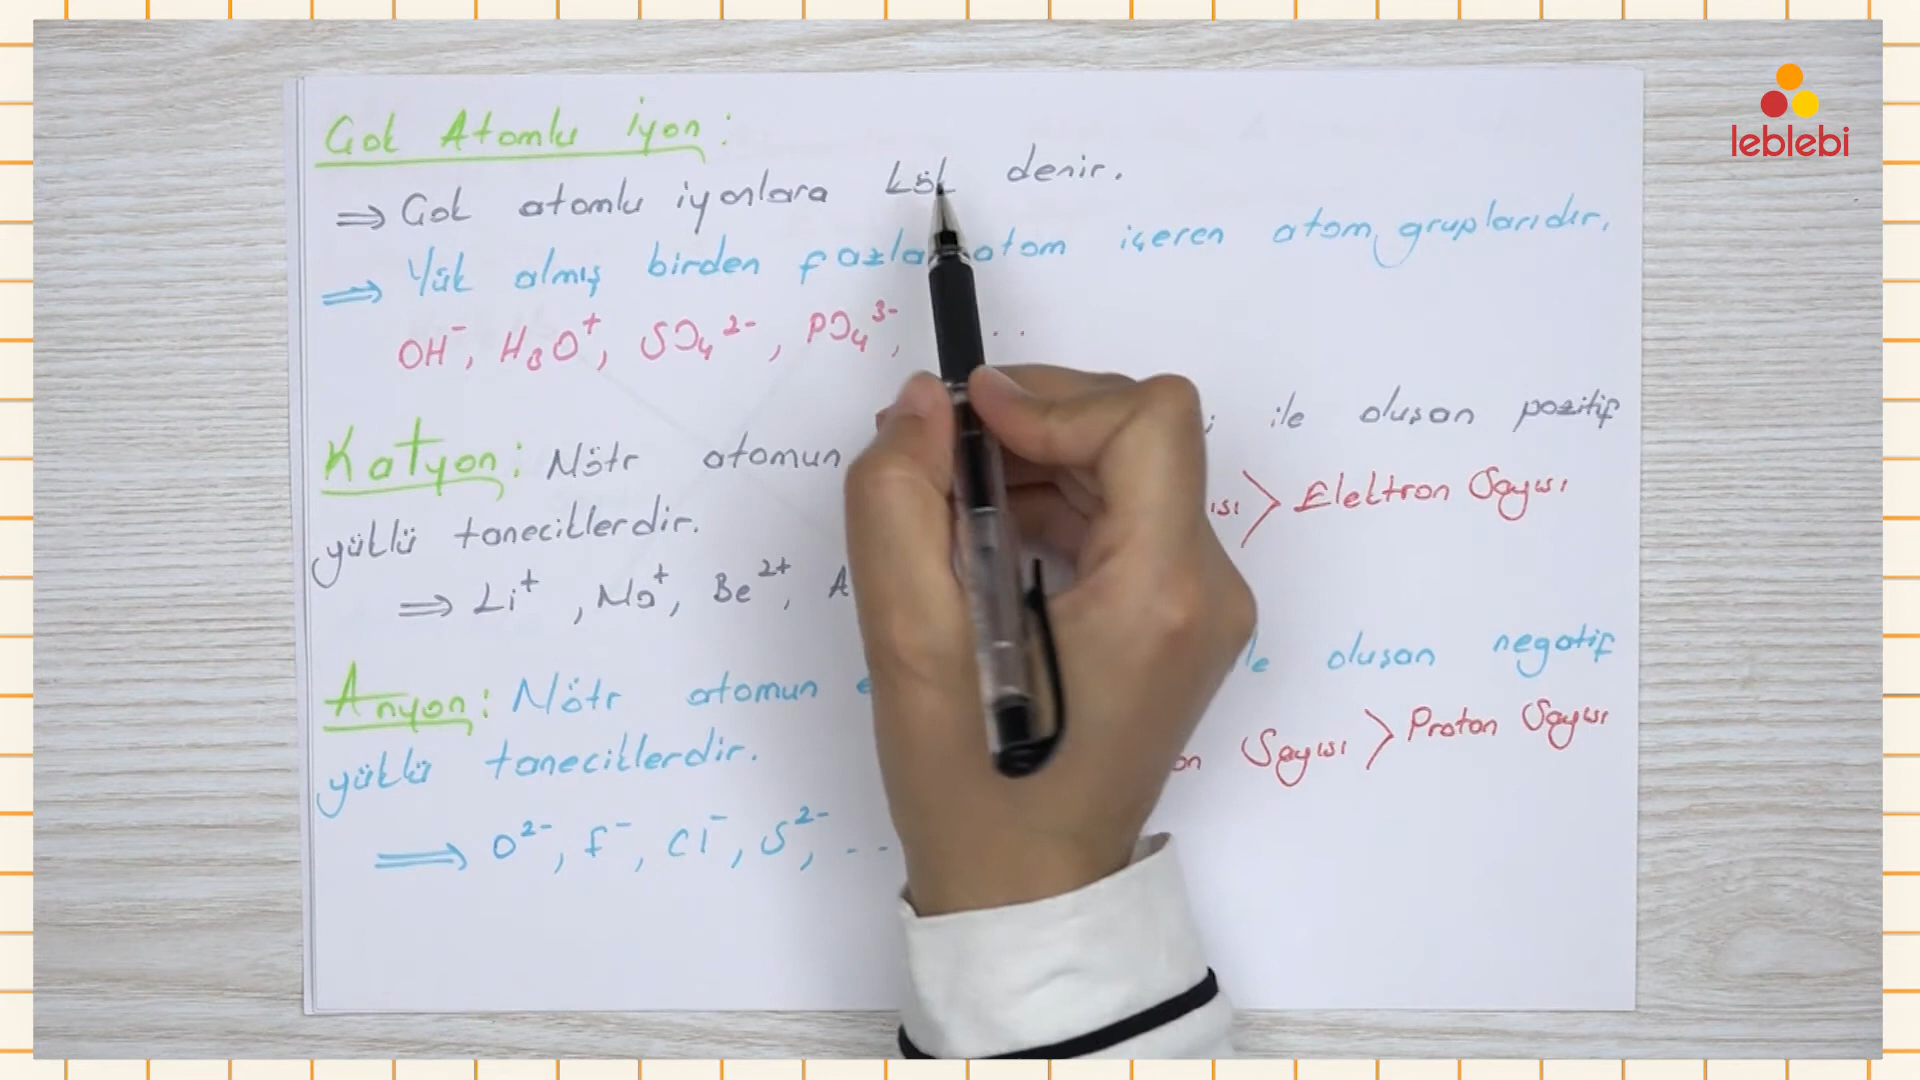 Çok Atomlu iyon:
⇒ Çok atomlu iyonlara kök denir.
⇒ Yük almış birden fazla atom içeren atom gruplarıdır.
OH⁻, H₃O⁺, SO₄²⁻, PO₄³⁻, ..
Katyon: Nötr atomun ile oluşan pozitif
yüklü taneciklerdir. > Elektron Sayısı
⇒ Li⁺, Na⁺, Be²⁺, A
Anyon: Nötr atomun oluşan negatif
yüklü taneciklerdir. Sayısı > Proton Sayısı
⇒ O²⁻, F⁻, Cl⁻, S²⁻, ..
leblebi